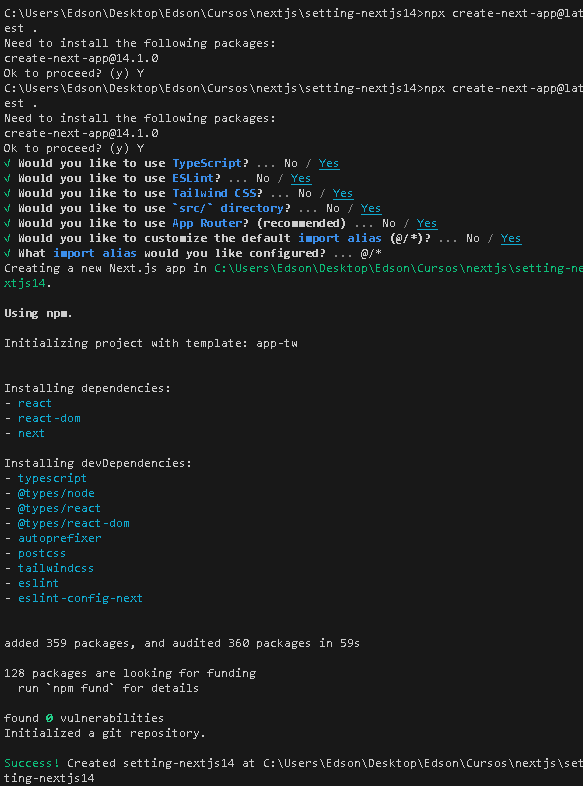 C:\Users\Edson\Desktop\Edson\Cursos\nextjs\setting-nextjs14>npx create-next-app@lat
est .
Need to install the following packages:
create-next-app@14.1.0
Ok to proceed? (y) Y
C:\Users\Edson\Desktop\Edson\Cursos\nextjs\setting-nextjs14>npx create-next-app@lat
est .
Need to install the following packages:
create-next-app@14.1.0
Ok to proceed? (y) Y
√ Would you like to use TypeScript? ... No / Yes
√ Would you like to use ESLint? ... No / Yes
√ Would you like to use Tailwind CSS? ... No / Yes
√ Would you like to use `src/` directory? ... No / Yes
√ Would you like to use App Router? (recommended) ... No / Yes
√ Would you like to customize the default import alias (@/*)? ... No / Yes
√ What import alias would you like configured? ... @/*
Creating a new Next.js app in C:\Users\Edson\Desktop\Edson\Cursos\nextjs\setting-ne
xtjs14.
Using npm.
Initializing project with template: app-tw
Installing dependencies:
- react
- react-dom
- next
Installing devDependencies:
- typescript
- @types/node
- @types/react
- @types/react-dom
- autoprefixer
- postcss
- tailwindcss
- eslint
- eslint-config-next
added 359 packages, and audited 360 packages in 59s
128 packages are looking for funding
  run `npm fund` for details
found 0 vulnerabilities
Initialized a git repository.
Success! Created setting-nextjs14 at C:\Users\Edson\Desktop\Edson\Cursos\nextjs\set
ting-nextjs14